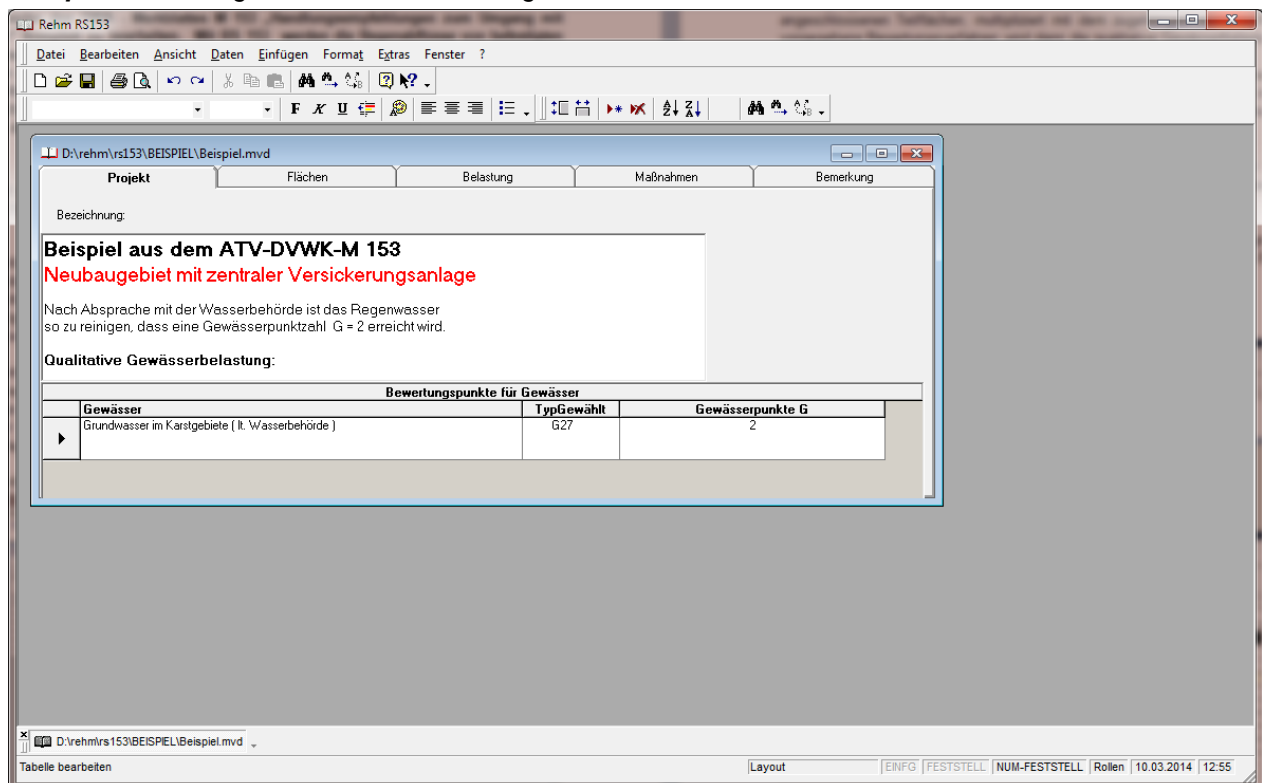 Rehm RS153
Datei Bearbeiten Ansicht Daten Einfügen Format Extras Fenster ?
F K U
D:\rehm\rs153\BEISPIEL\Beispiel.mvd
Projekt Flächen Belastung Maßnahmen Bemerkung
Bezeichnung:
Beispiel aus dem ATV-DVWK-M 153
Neubaugebiet mit zentraler Versickerungsanlage
Nach Absprache mit der Wasserbehörde ist das Regenwasser
so zu reinigen, dass eine Gewässerpunktzahl G = 2 erreicht wird.
Qualitative Gewässerbelastung:
Bewertungspunkte für Gewässer
Gewässer TypGewählt Gewässerpunkte G
Grundwasser im Karstgebiete ( lt. Wasserbehörde ) G27 2
D:\rehm\rs153\BEISPIEL\Beispiel.mvd
Tabelle bearbeiten Layout EINFG FESTSTELL NUM-FESTSTELL Rollen 10.03.2014 12:55